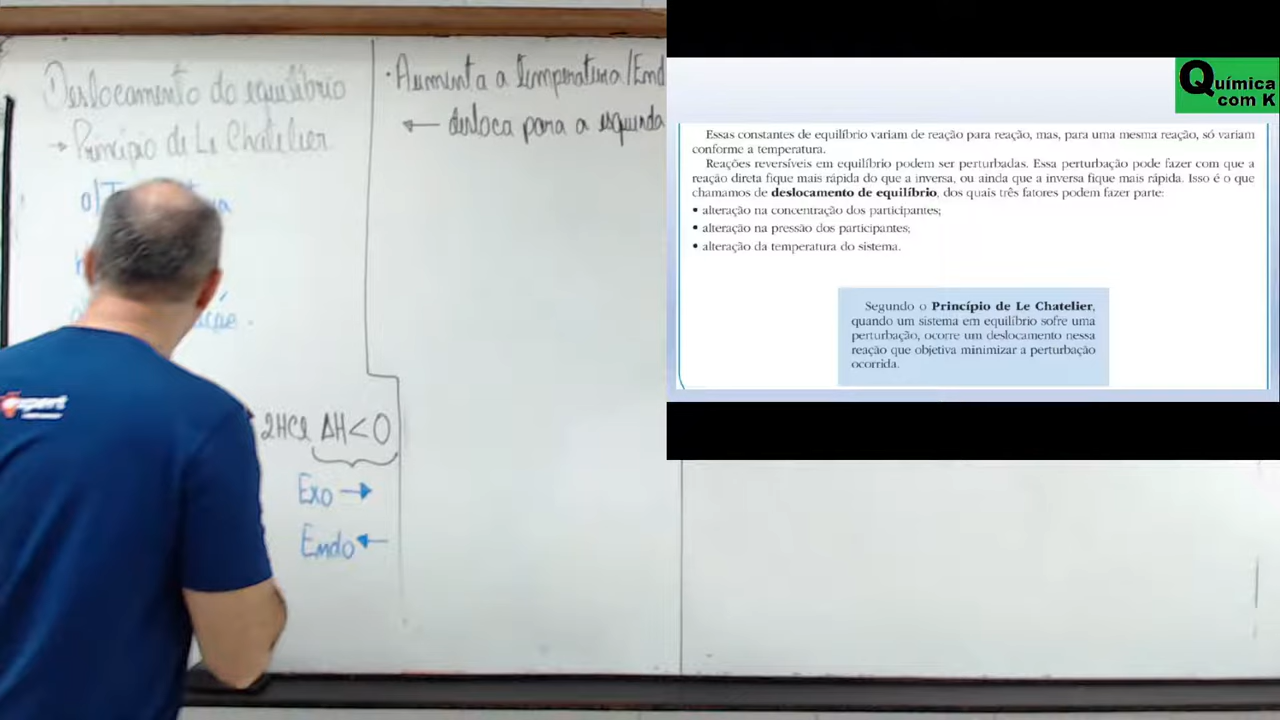 Deslocamento do equilíbrio
→ Princípio de Le Chatelier
a)
2HCl ΔH<0
Exo →
Endo ←
· Aumenta a temperatura/End
← desloca para a esquerda
Química
com K
Essas constantes de equilíbrio variam de reação para reação, mas, para uma mesma reação, só variam
conforme a temperatura.
Reações reversíveis em equilíbrio podem ser perturbadas. Essa perturbação pode fazer com que a
reação direta fique mais rápida do que a inversa, ou ainda que a inversa fique mais rápida. Isso é o que
chamamos de deslocamento de equilíbrio, dos quais três fatores podem fazer parte:
• alteração na concentração dos participantes;
• alteração na pressão dos participantes;
• alteração da temperatura do sistema.
Segundo o Princípio de Le Chatelier,
quando um sistema em equilíbrio sofre uma
perturbação, ocorre um deslocamento nessa
reação que objetiva minimizar a perturbação
ocorrida.